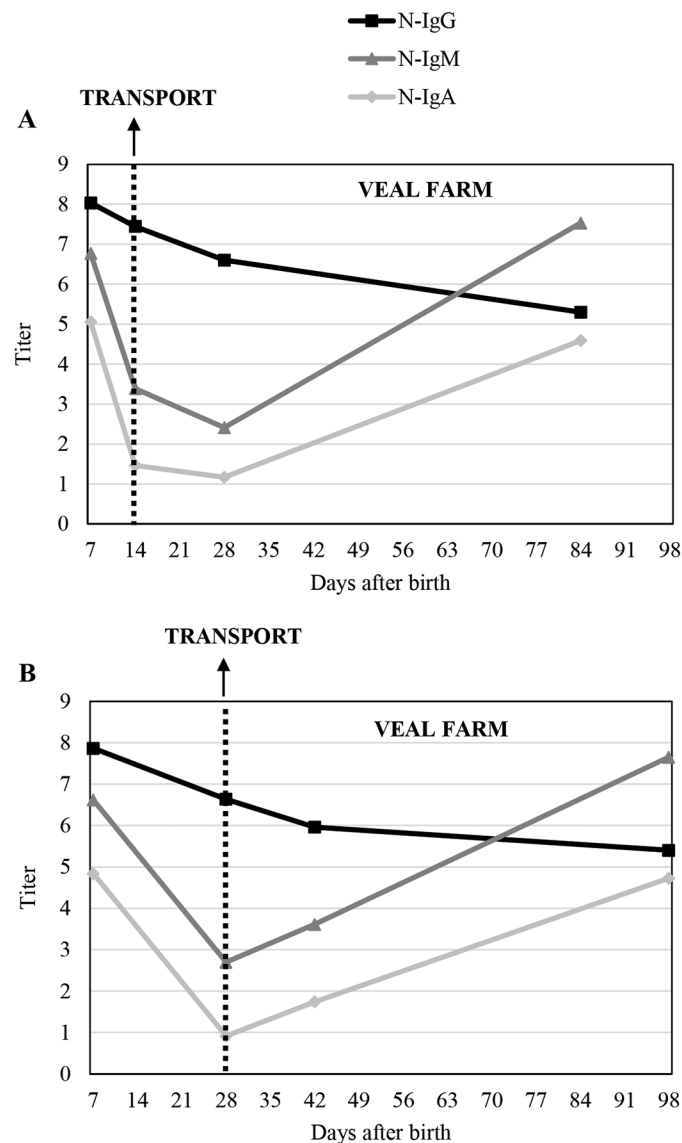 N-IgG
N-IgM
N-IgA
TRANSPORT
A
9
VEAL FARM
8
7
6
5
4
3
2
1
0
Titer
7 14 21 28 35 42 49 56 63 70 77 84 91 98
Days after birth
TRANSPORT
B
9
VEAL FARM
8
7
6
5
4
3
2
1
0
Titer
7 14 21 28 35 42 49 56 63 70 77 84 91 98
Days after birth